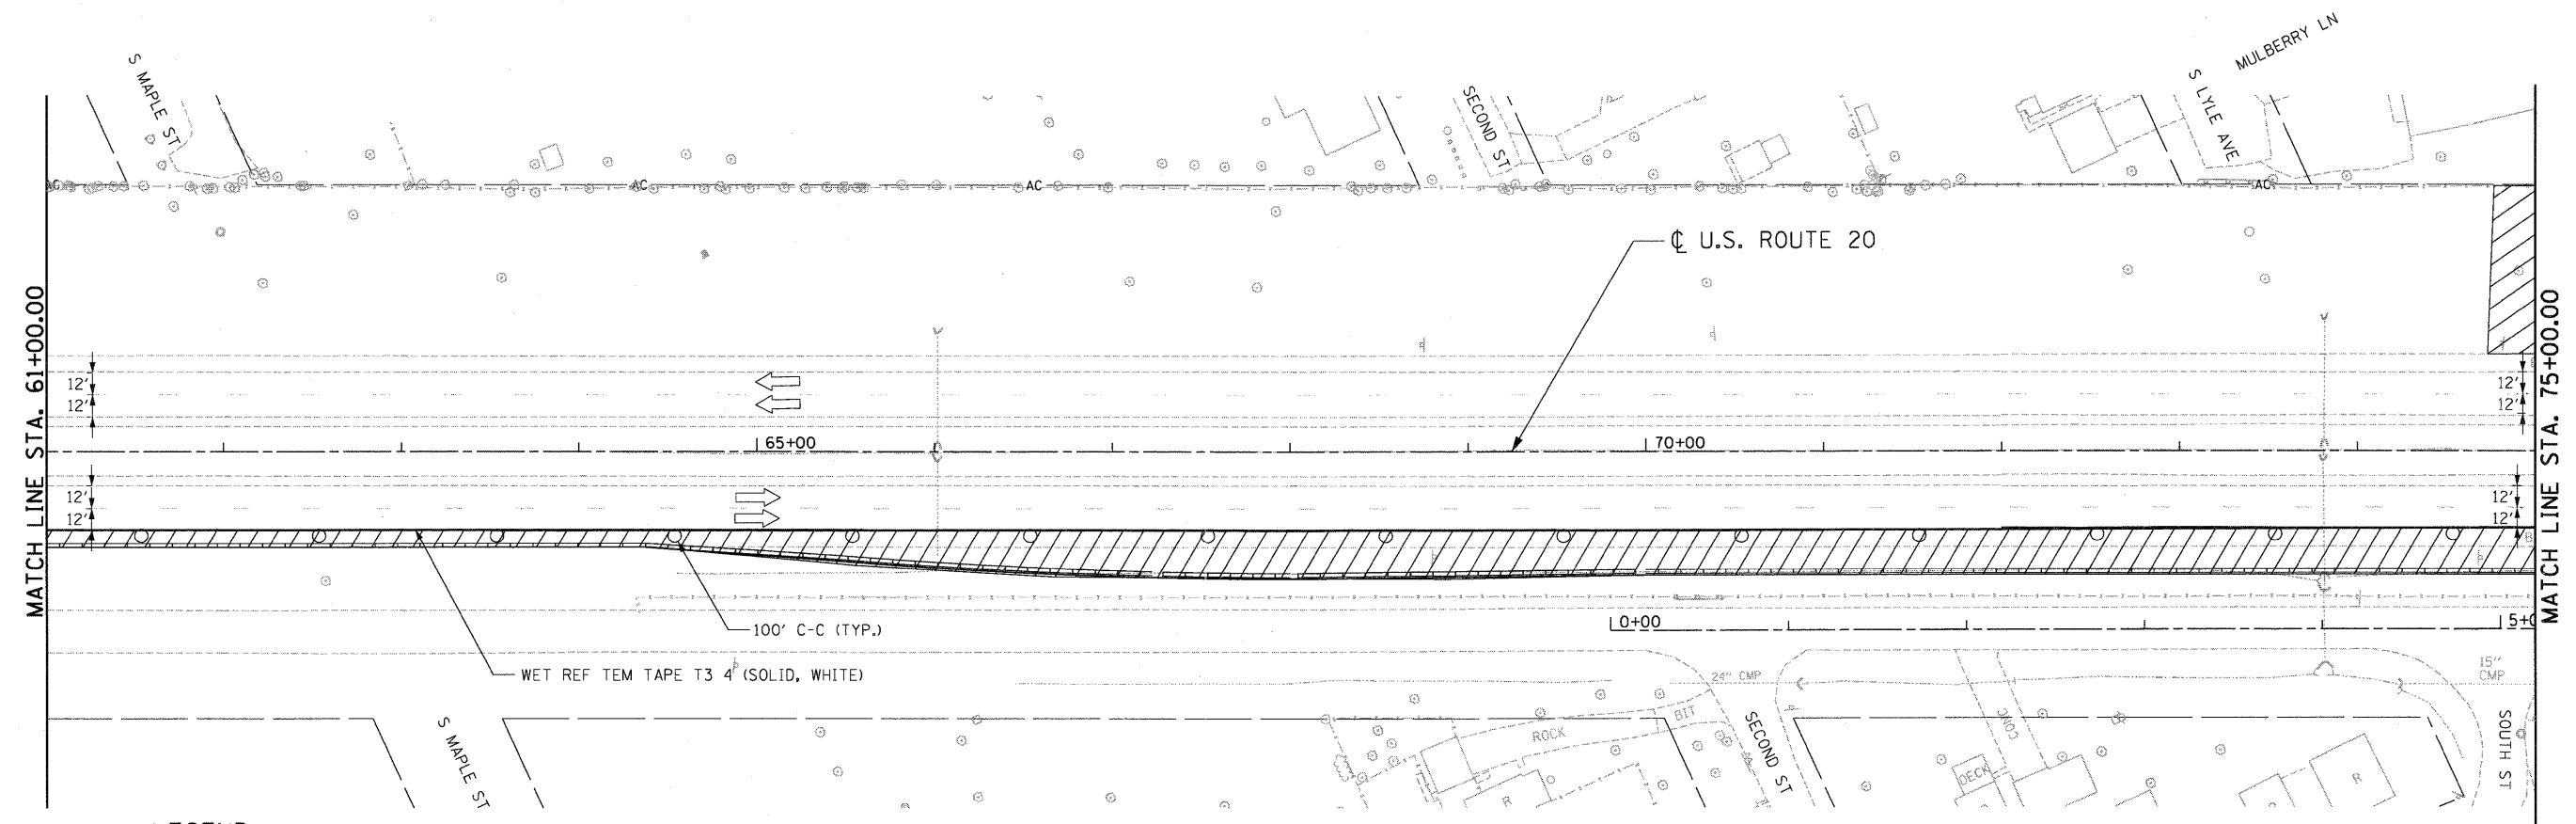 MULBERRY LN
S MAPLE ST
SECOND ST
S LYLE AVE
AC
AC
AC
AC
℄ U.S. ROUTE 20
MATCH LINE STA. 61+00.00
MATCH LINE STA. 75+00.00
12'
12'
12'
12'
65+00
70+00
12'
12'
12'
12'
0+00
5+0
100' C-C (TYP.)
WET REF TEM TAPE T3 4" (SOLID, WHITE)
24" CMP
15"
CMP
S MAPLE ST
ROCK
BIT
SECOND ST
CONC
DECK
R
R
SOUTH ST